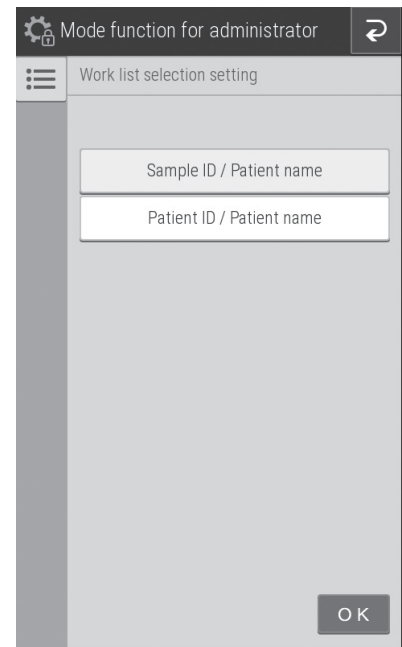 Mode function for administrator
Work list selection setting
Sample ID / Patient name
Patient ID / Patient name
OK